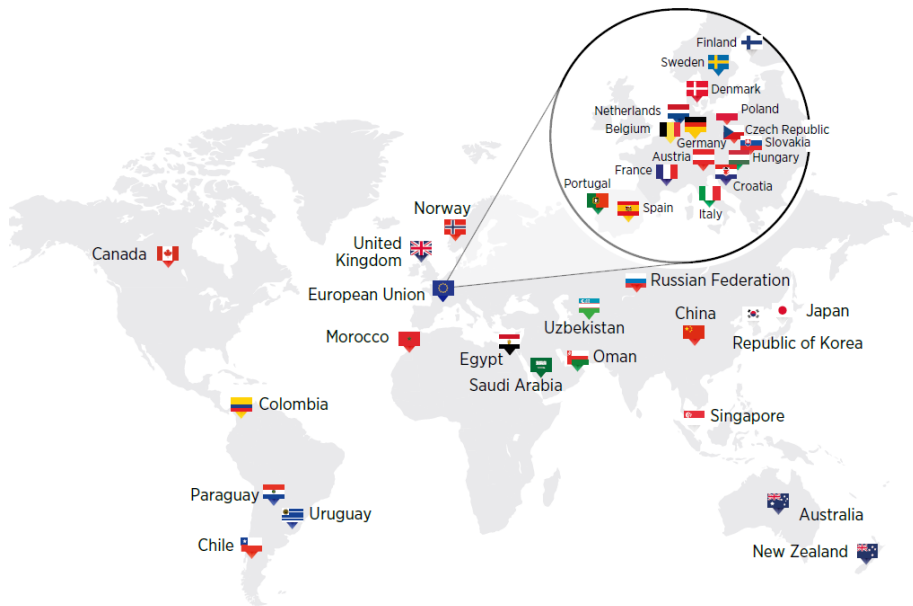 Finland
Sweden
Denmark
Netherlands
Poland
Belgium
Czech Republic
Germany
Slovakia
Austria
Hungary
France
Croatia
Portugal
Spain
Italy
Norway
United
Kingdom
Canada
European Union
Russian Federation
Morocco
Uzbekistan
China
Japan
Republic of Korea
Egypt
Oman
Saudi Arabia
Colombia
Singapore
Paraguay
Uruguay
Australia
Chile
New Zealand